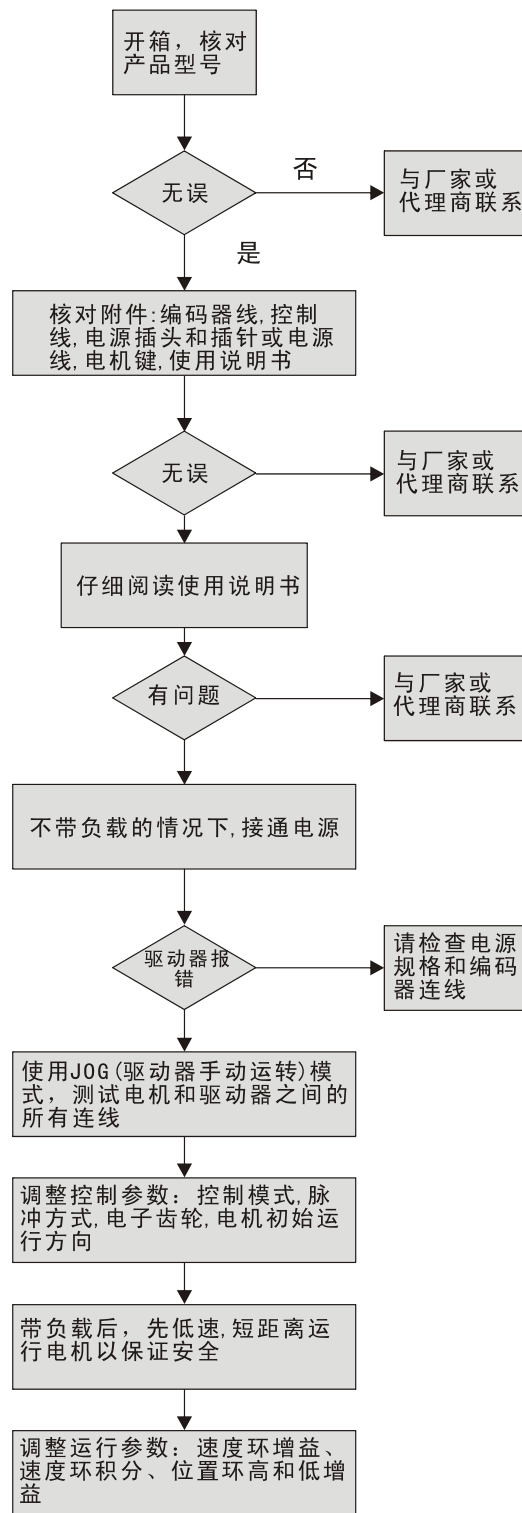 开箱，核对
产品型号
无误
否
与厂家或
代理商联系
是
核对附件:编码器线,控制
线,电源插头和插针或电源
线,电机键,使用说明书
无误
与厂家或
代理商联系
仔细阅读使用说明书
有问题
与厂家或
代理商联系
不带负载的情况下,接通电源
驱动器报
错
请检查电源
规格和编码
器连线
使用JOG(驱动器手动运转)模
式，测试电机和驱动器之间的
所有连线
调整控制参数：控制模式,脉
冲方式,电子齿轮,电机初始运
行方向
带负载后，先低速,短距离运
行电机以保证安全
调整运行参数：速度环增益、
速度环积分、位置环高和低增
益